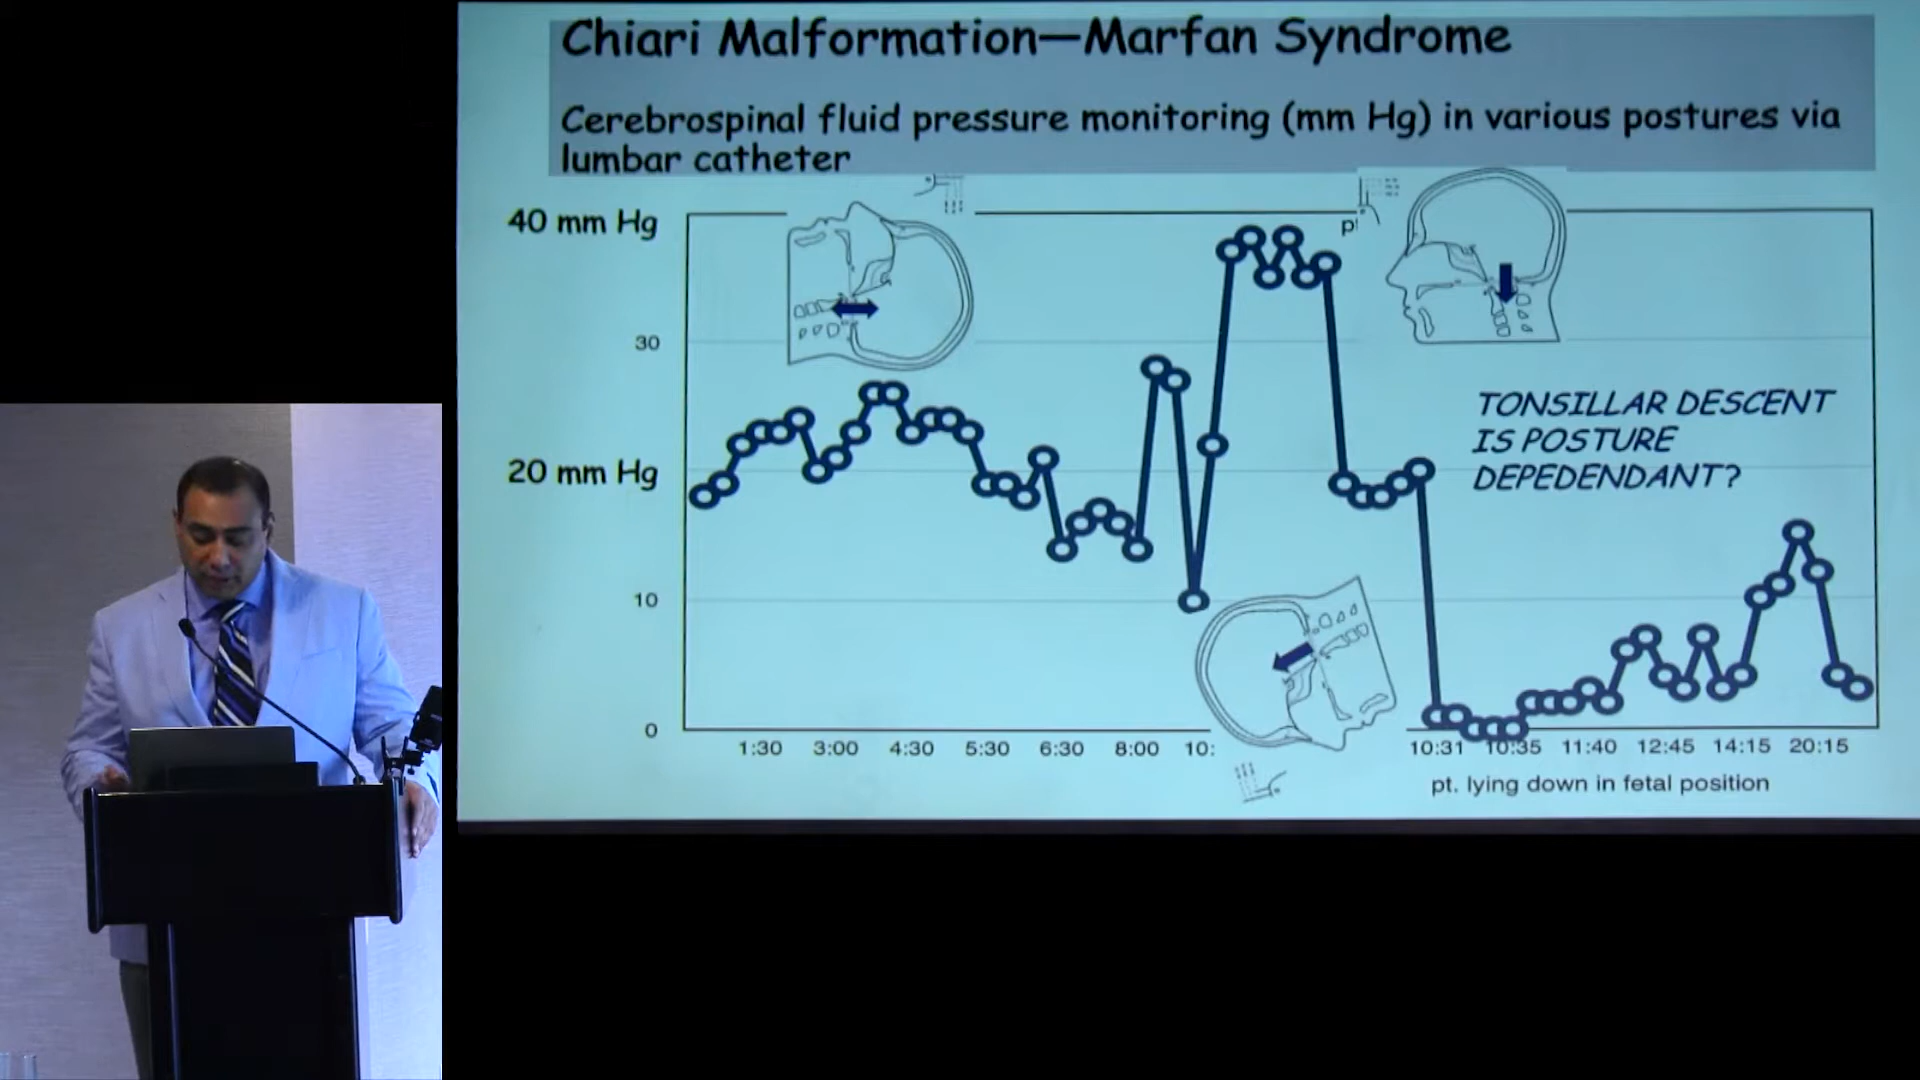 Chiari Malformation—Marfan Syndrome
Cerebrospinal fluid pressure monitoring (mm Hg) in various postures via
lumbar catheter
40 mm Hg
30
20 mm Hg
10
0
TONSILLAR DESCENT
IS POSTURE
DEPEDENDANT?
1:30 3:00 4:30 5:30 6:30 8:00 10: 10:31 10:35 11:40 12:45 14:15 20:15
pt. lying down in fetal position